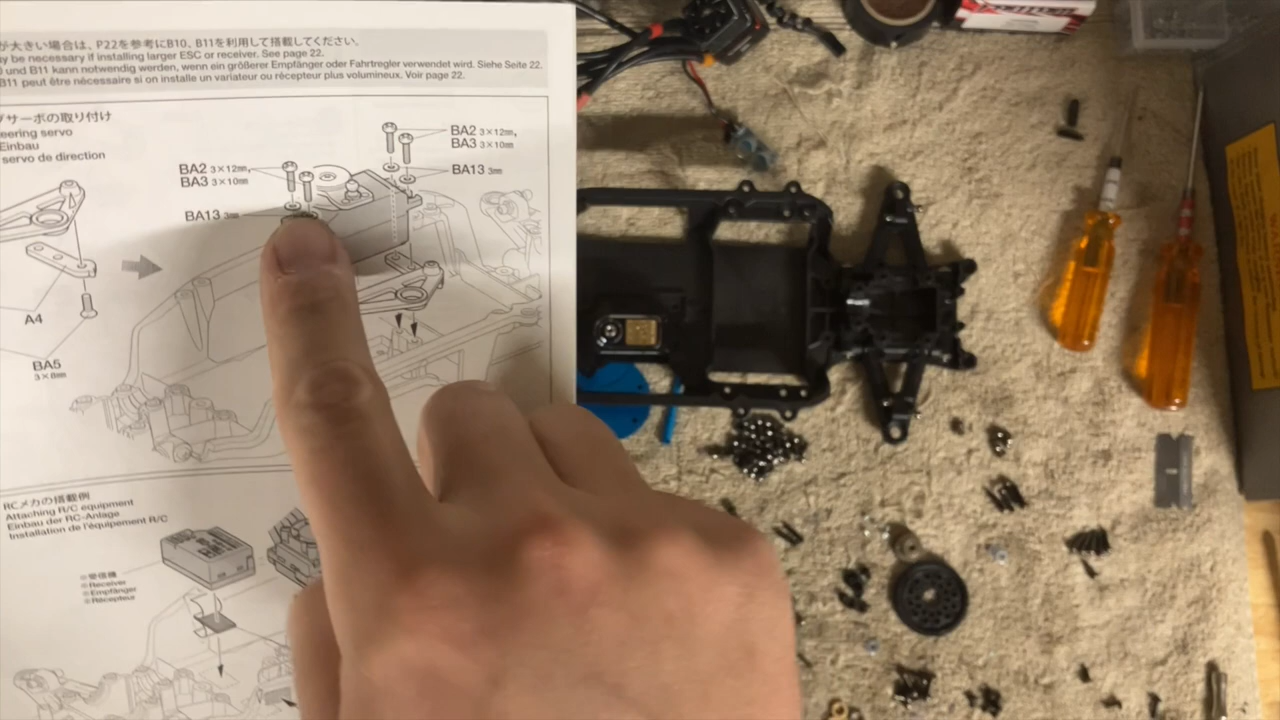 が大きい場合は、P22を参考にB10、B11を利用して搭載してください。
y be necessary if installing larger ESC or receiver. See page 22.
und B11 kann notwendig werden, wenn ein größerer Empfänger oder Fahrtregler verwendet wird. Siehe Seite 22.
B11 peut être nécessaire si on installe un variateur ou récepteur plus volumineux. Voir page 22.
サーボの取り付け
eering servo
Einbau
servo de direction
BA2 3×12㎜,
BA3 3×10㎜
BA13 3㎜
BA2 3×12㎜,
BA3 3×10㎜
BA13 3㎜
A4
BA5
3×8㎜
RCメカの搭載例
Attaching R/C equipment
Einbau der RC-Anlage
Installation de l'équipement R/C
受信機
Receiver
Empfänger
Récepteur